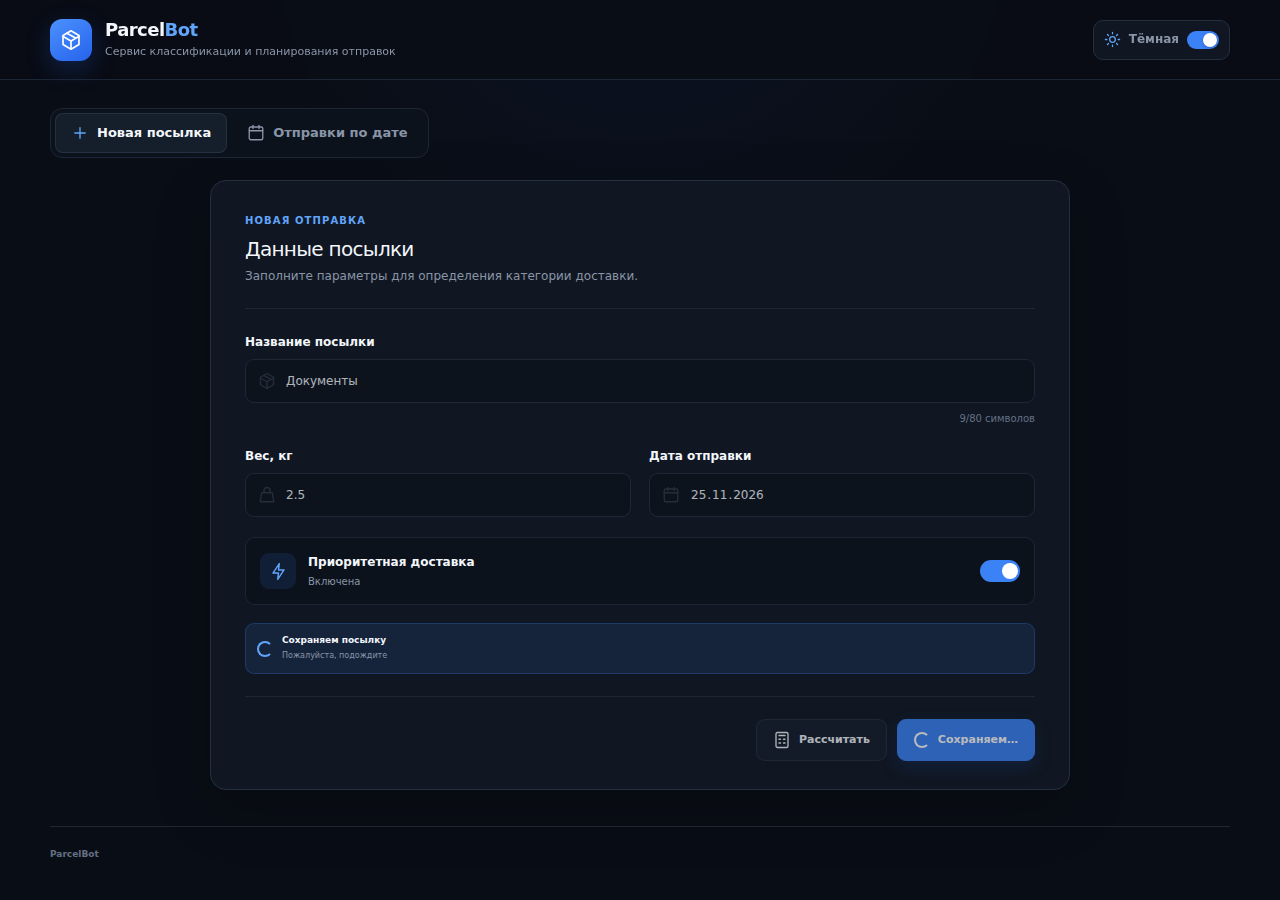 ParcelBot
Сервис классификации и планирования отправок
Тёмная
Новая посылка
Отправки по дате
НОВАЯ ОТПРАВКА
Данные посылки
Заполните параметры для определения категории доставки.
Название посылки
Документы
9/80 символов
Вес, кг
Дата отправки
2.5
25.11.2026
Приоритетная доставка
Включена
Сохраняем посылку
Пожалуйста, подождите
Рассчитать
Сохраняем…
ParcelBot